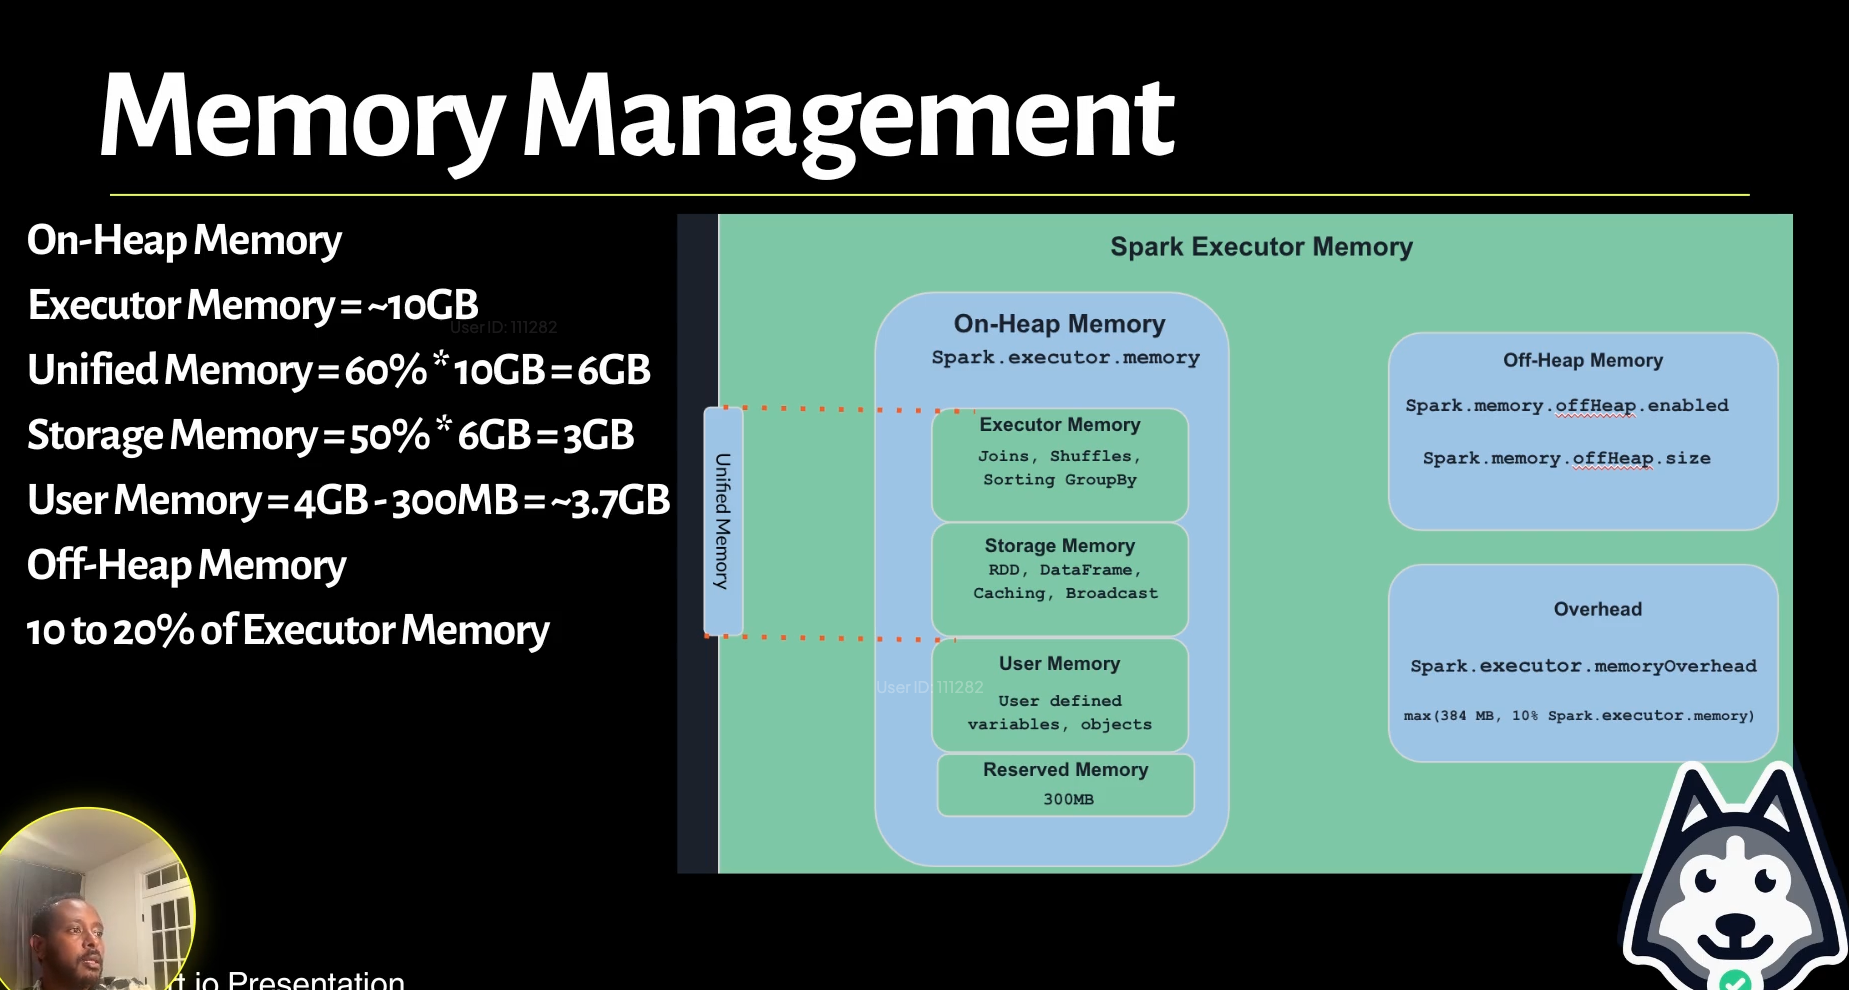 Memory Management
On-Heap Memory
Executor Memory = ~10GB
User ID: 111282
Unified Memory = 60% * 10GB = 6GB
Storage Memory = 50% * 6GB = 3GB
User Memory = 4GB - 300MB = ~3.7GB
Off-Heap Memory
10 to 20% of Executor Memory
Spark Executor Memory
Unified Memory
On-Heap Memory
Spark.executor.memory
Executor Memory
Joins, Shuffles,
Sorting GroupBy
Storage Memory
RDD, DataFrame,
Caching, Broadcast
User Memory
User ID: 111282
User defined
variables, objects
Reserved Memory
300MB
Off-Heap Memory
Spark.memory.offHeap.enabled
Spark.memory.offHeap.size
Overhead
Spark.executor.memoryOverhead
max(384 MB, 10% Spark.executor.memory)
Presentation